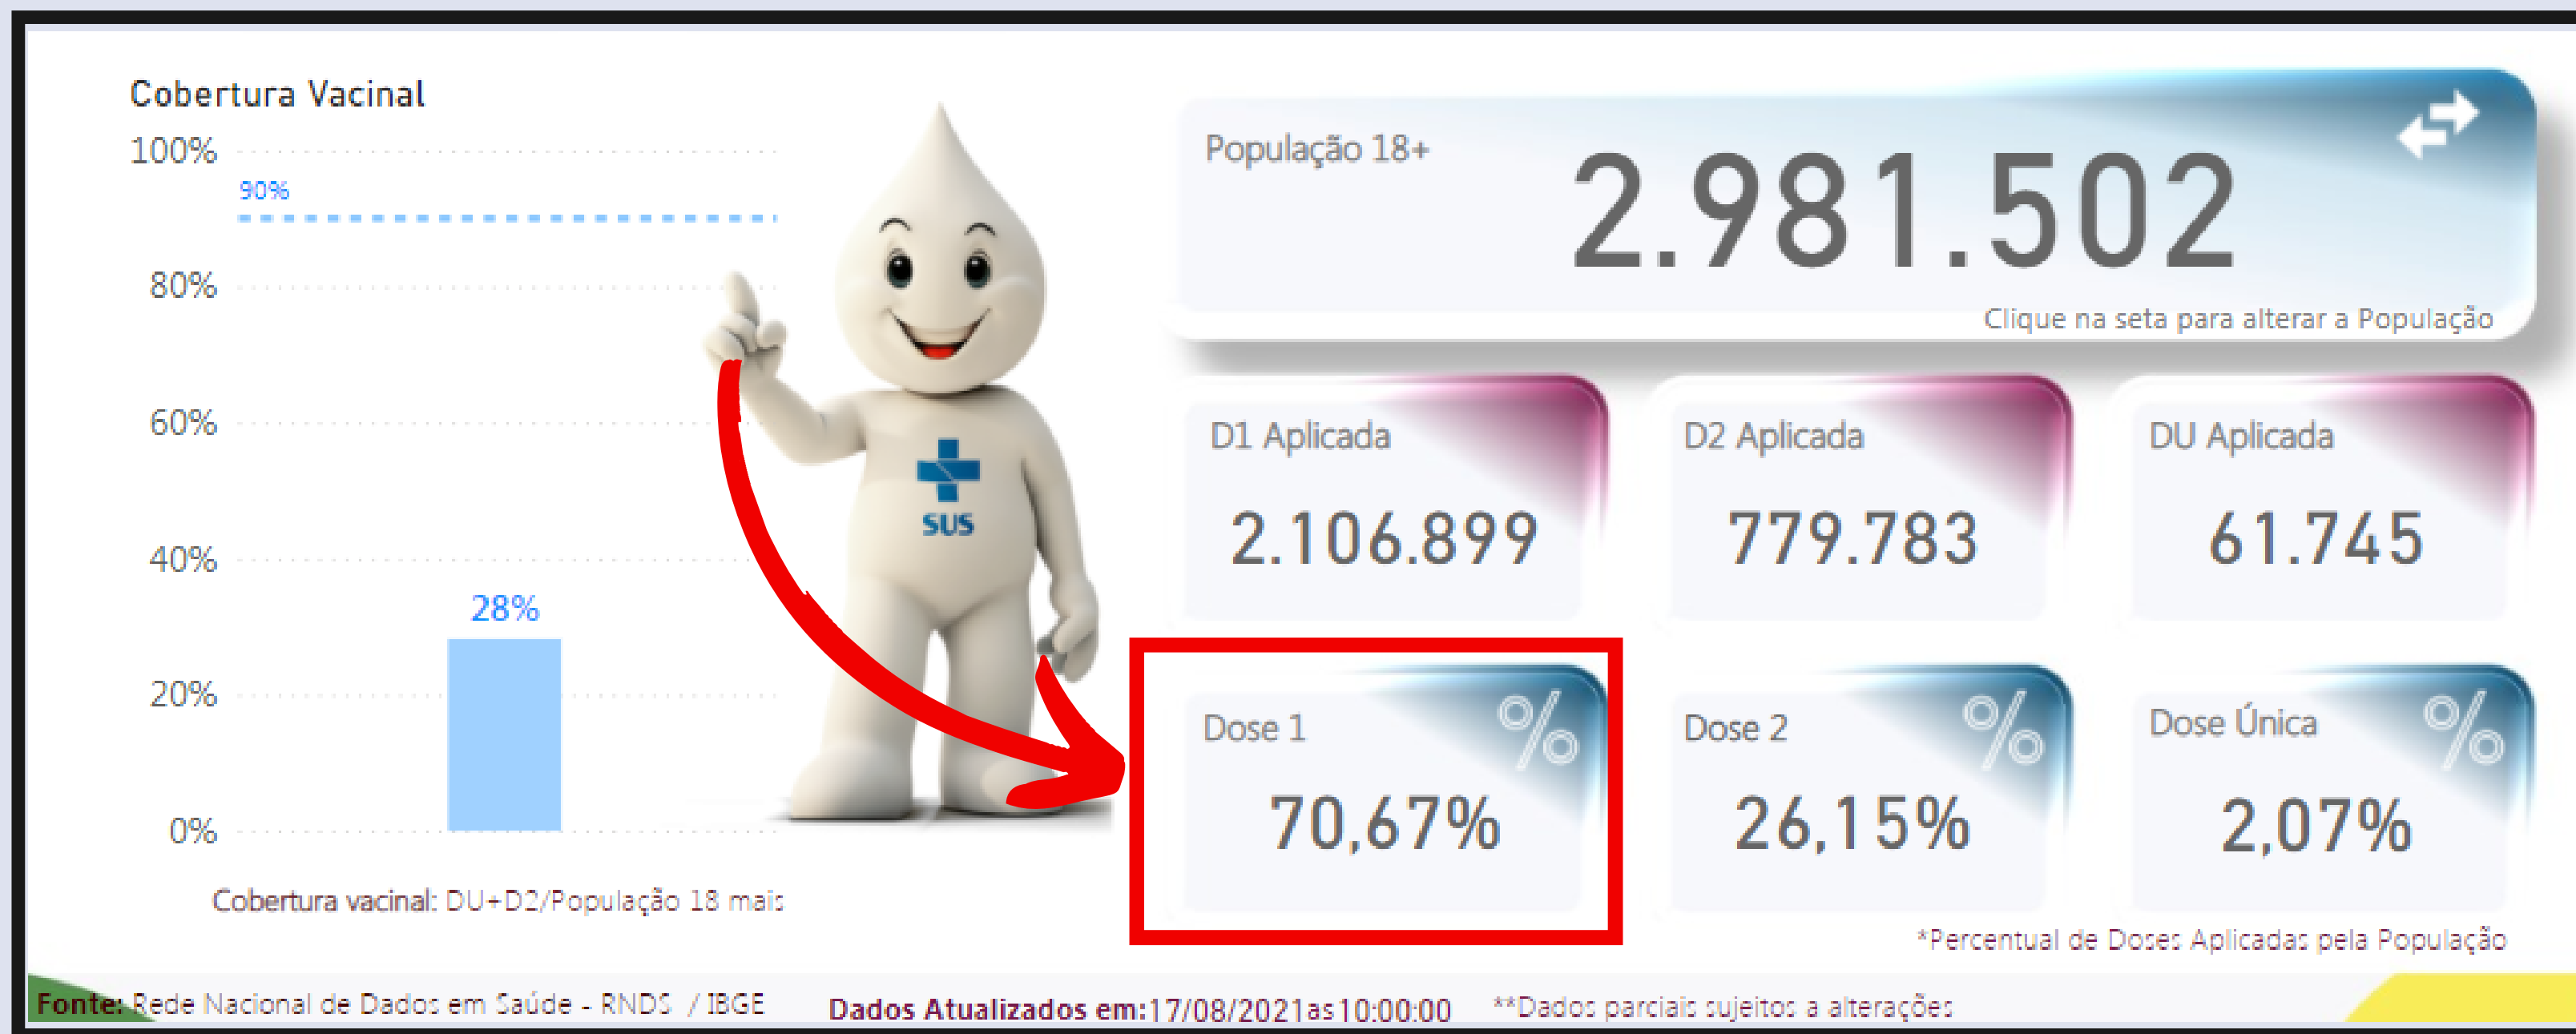 Cobertura Vacinal
100%
90%
80%
60%
40%
28%
20%
0%
Cobertura vacinal: DU+D2/População 18 mais
SUS
População 18+
2.981.502
Clique na seta para alterar a População
D1 Aplicada
2.106.899
D2 Aplicada
779.783
DU Aplicada
61.745
Dose 1 %
70,67%
Dose 2 %
26,15%
Dose Única %
2,07%
*Percentual de Doses Aplicadas pela População
Fonte: Rede Nacional de Dados em Saúde - RNDS / IBGE
Dados Atualizados em:17/08/2021as10:00:00
**Dados parciais sujeitos a alterações